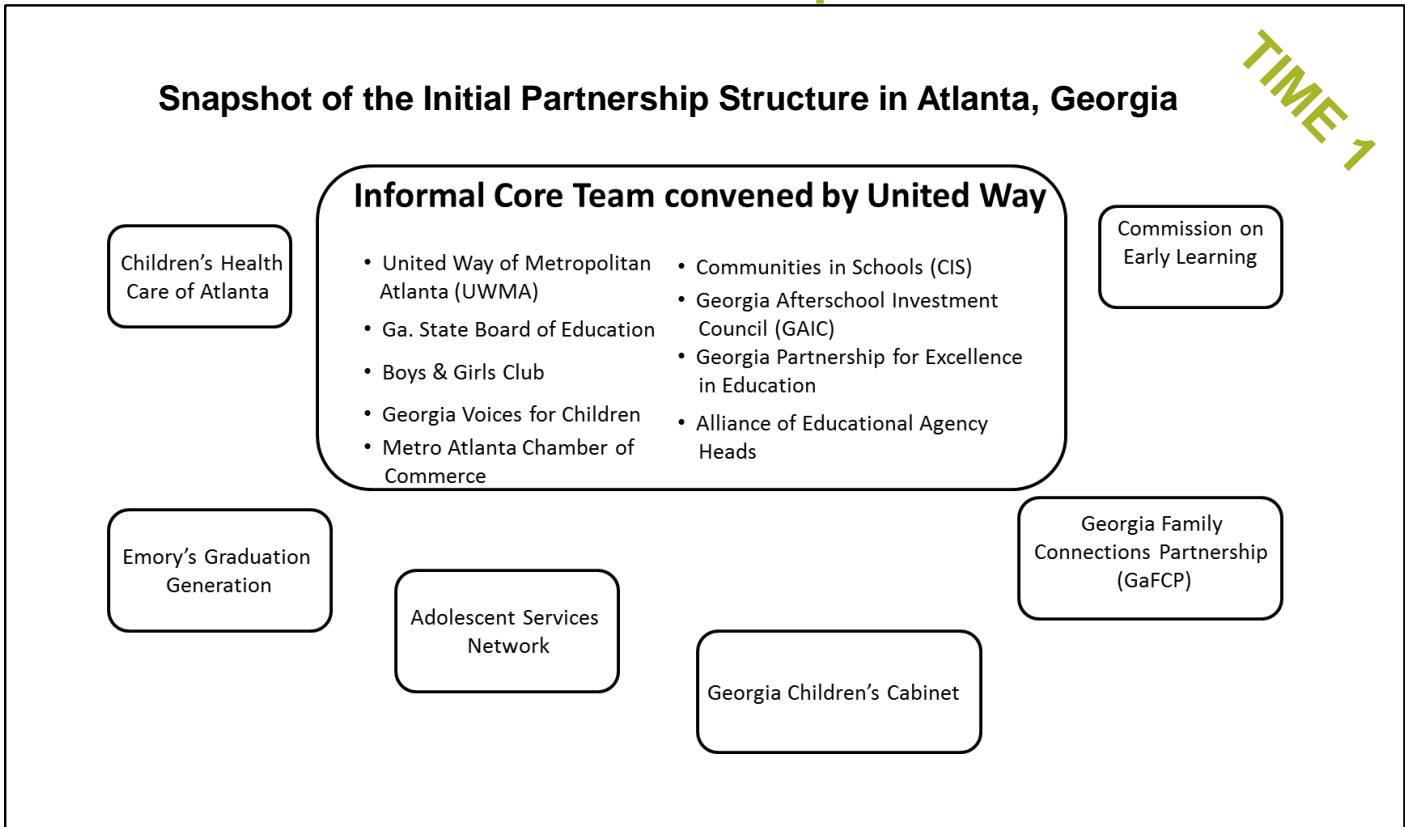 TIME 1
Snapshot of the Initial Partnership Structure in Atlanta, Georgia
Informal Core Team convened by United Way
• United Way of Metropolitan
Atlanta (UWMA)
• Ga. State Board of Education
• Boys & Girls Club
• Georgia Voices for Children
• Metro Atlanta Chamber of
Commerce
• Communities in Schools (CIS)
• Georgia Afterschool Investment
Council (GAIC)
• Georgia Partnership for Excellence
in Education
• Alliance of Educational Agency
Heads
Children’s Health
Care of Atlanta
Commission on
Early Learning
Emory’s Graduation
Generation
Adolescent Services
Network
Georgia Children’s Cabinet
Georgia Family
Connections Partnership
(GaFCP)